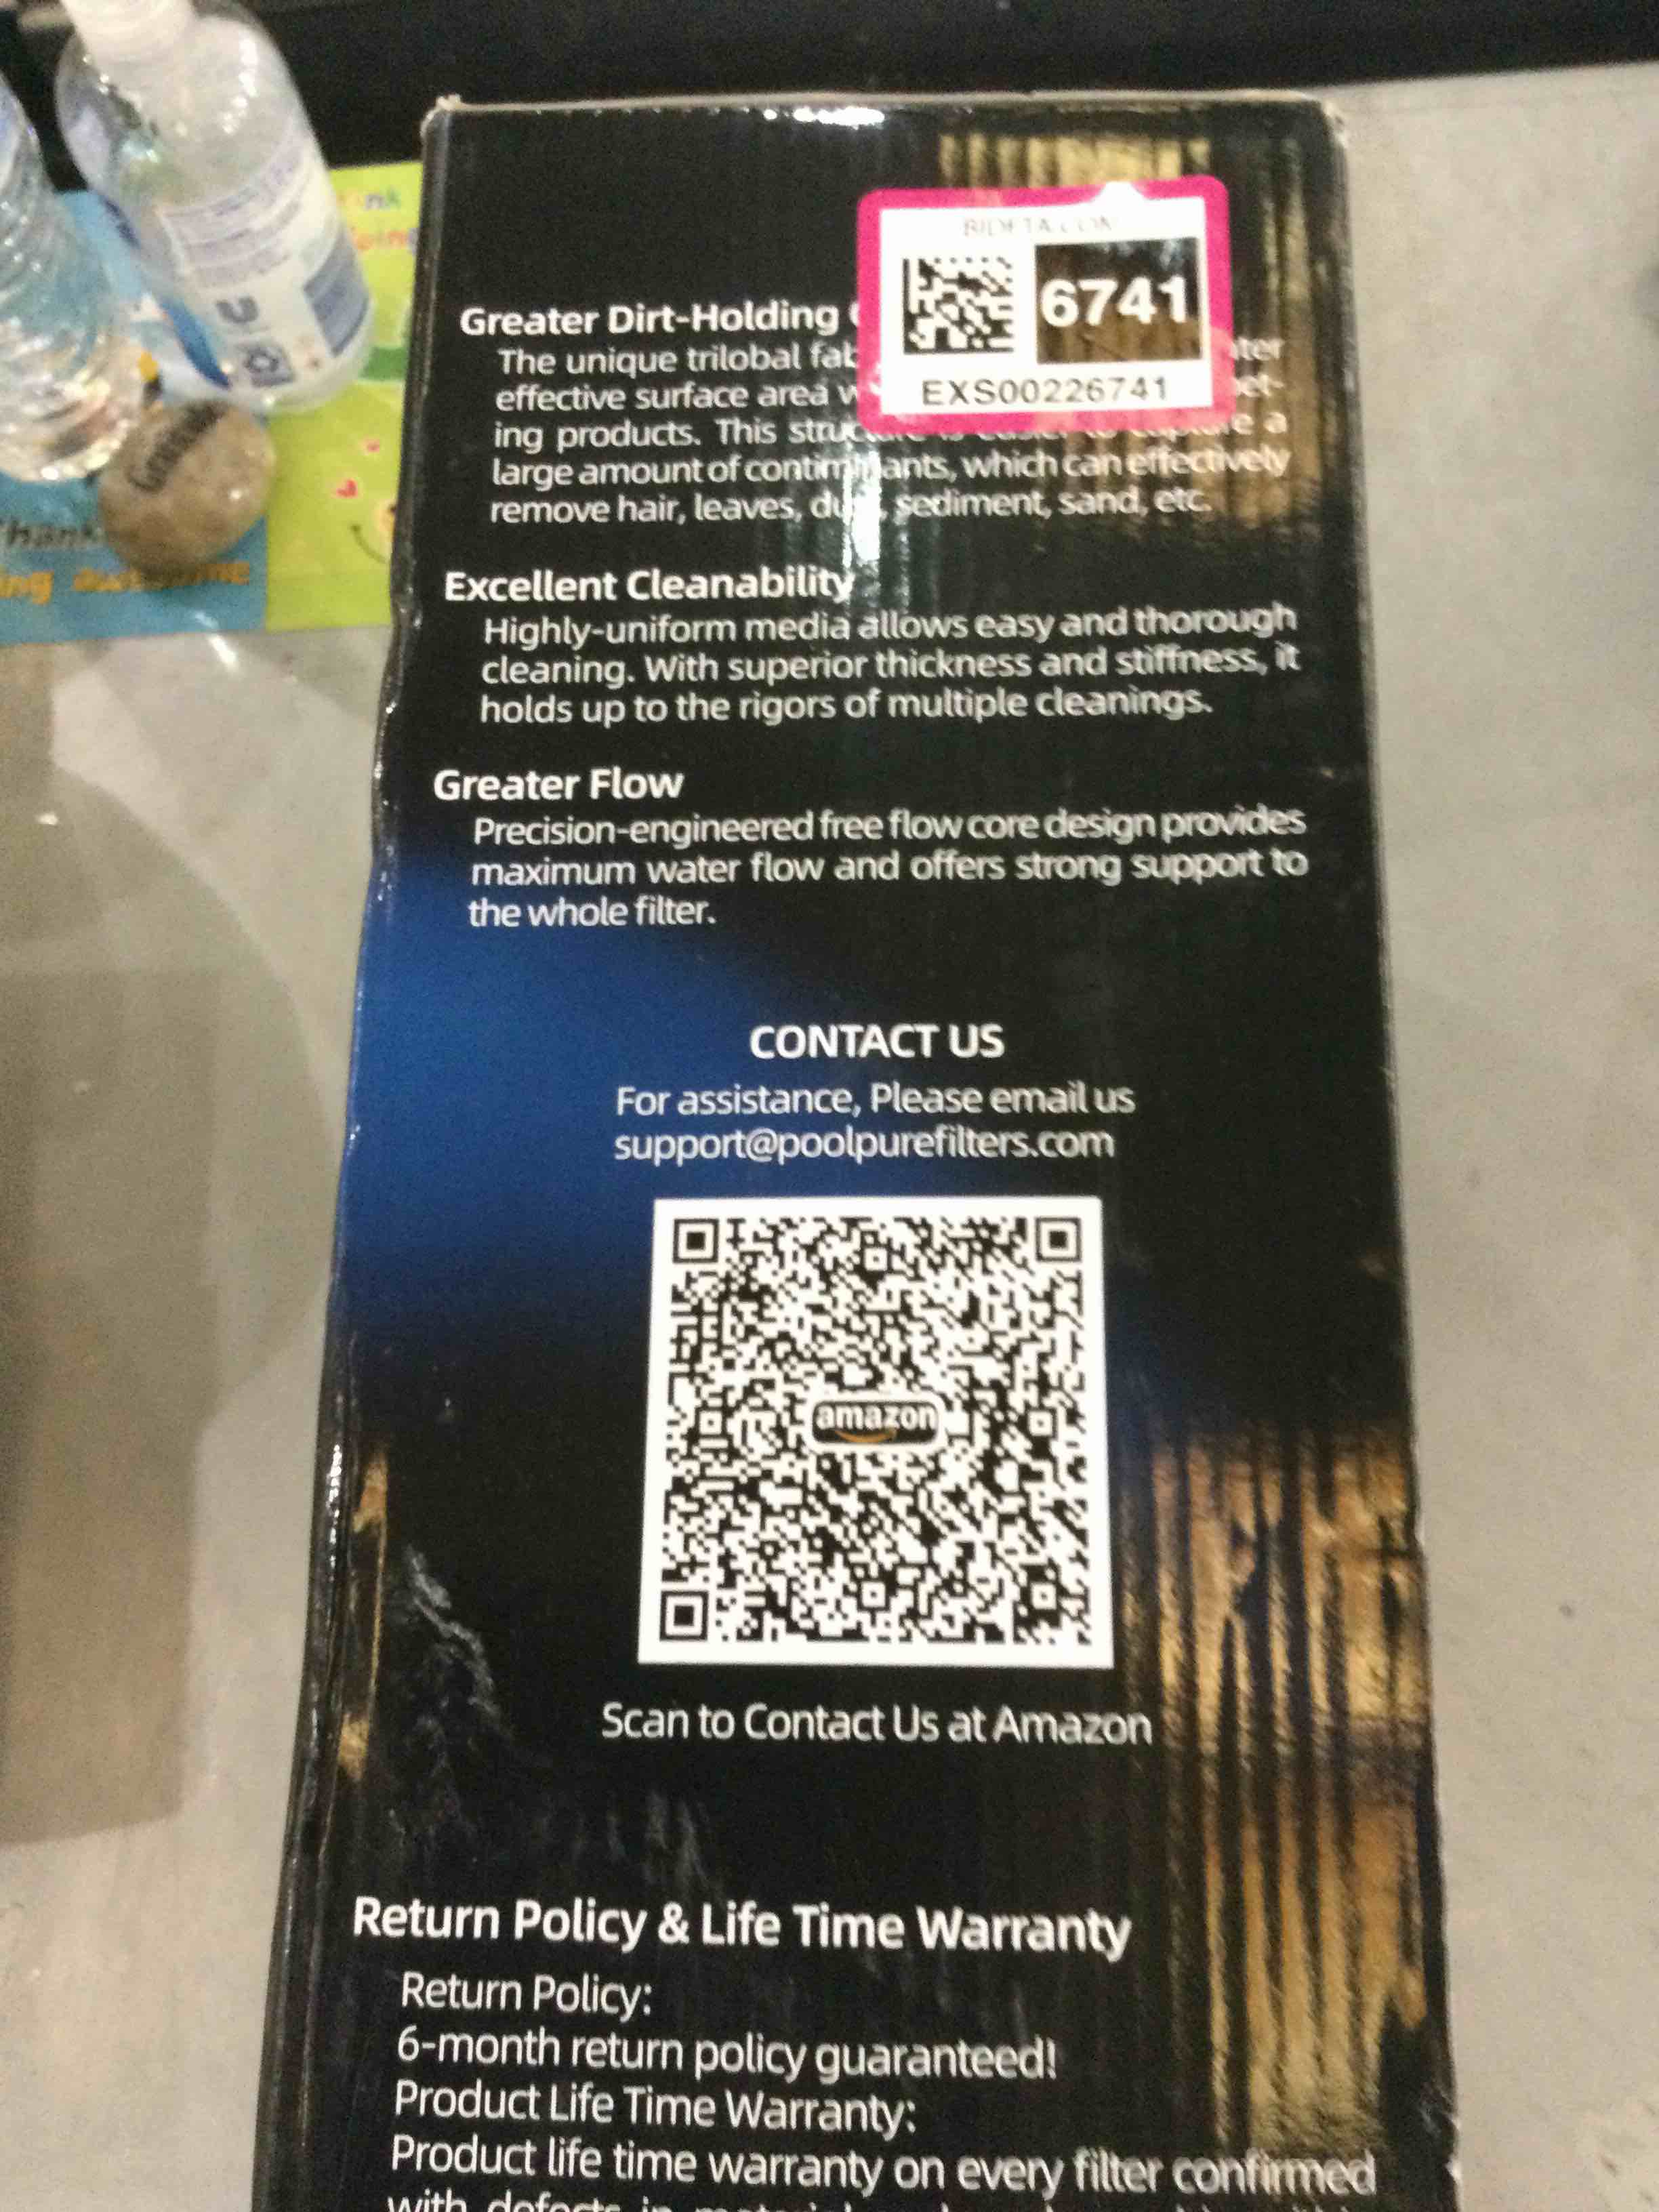 BIDFTA.COM
6741
EXS00226741
Greater Dirt-Holding
The unique trilobal
effective surface area
ing products. This a
large amount of which can effectively
remove hair, leaves, sediment, sand, etc.
Excellent Cleanability
Highly-uniform media allows easy and thorough
cleaning. With superior thickness and stiffness, it
holds up to the rigors of multiple cleanings.
Greater Flow
Precision-engineered free flow core design provides
maximum water flow and offers strong support to
the whole filter.
CONTACT US
For assistance, Please email us
support@poolpurefilters.com
amazon
Scan to Contact Us at Amazon
Return Policy & Life Time Warranty
Return Policy:
6-month return policy guaranteed!
Product Life Time Warranty:
Product life time warranty on every filter confirmed